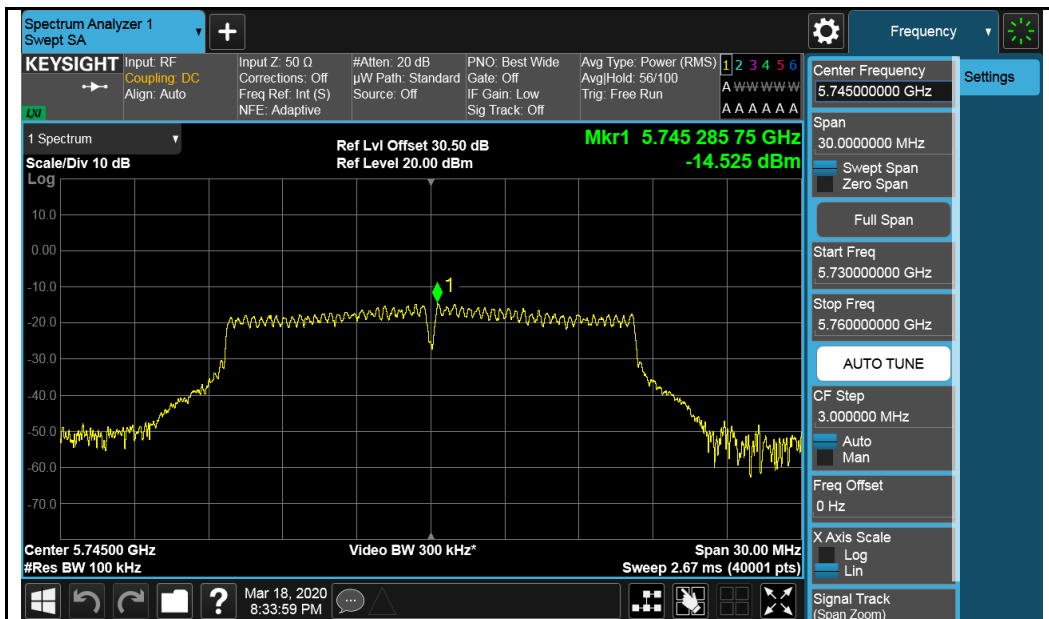 Spectrum Analyzer 1
Swept SA
+
Frequency
KEYSIGHT
LXI
Input: RF
Coupling: DC
Align: Auto
Input Z: 50 Ω
Corrections: Off
Freq Ref: Int (S)
NFE: Adaptive
#Atten: 20 dB
µW Path: Standard
Source: Off
PNO: Best Wide
Gate: Off
IF Gain: Low
Sig Track: Off
Avg Type: Power (RMS)
Avg|Hold: 56/100
Trig: Free Run
1 2 3 4 5 6
A W W W W W
A A A A A A
1 Spectrum
Scale/Div 10 dB
Log
Ref Lvl Offset 30.50 dB
Ref Level 20.00 dBm
Mkr1 5.745 285 75 GHz
-14.525 dBm
10.0
0.00
-10.0
-20.0
-30.0
-40.0
-50.0
-60.0
-70.0
1
Center 5.74500 GHz
#Res BW 100 kHz
Video BW 300 kHz*
Span 30.00 MHz
Sweep 2.67 ms (40001 pts)
?
Mar 18, 2020
8:33:59 PM
Center Frequency
5.745000000 GHz
Span
30.0000000 MHz
Swept Span
Zero Span
Full Span
Start Freq
5.730000000 GHz
Stop Freq
5.760000000 GHz
AUTO TUNE
CF Step
3.000000 MHz
Auto
Man
Freq Offset
0 Hz
X Axis Scale
Log
Lin
Signal Track
(Span Zoom)
Settings